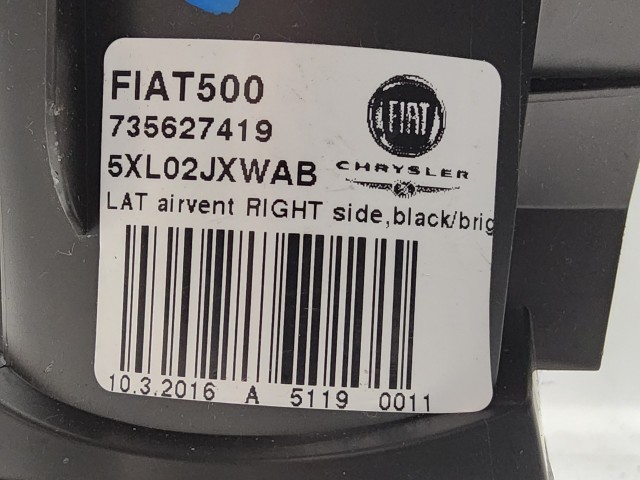 FIAT500
FIAT
735627419
CHRYSLER
5XL02JXWAB
LAT airvent RIGHT side,black/brig
10.3.2016 A 5119 0011